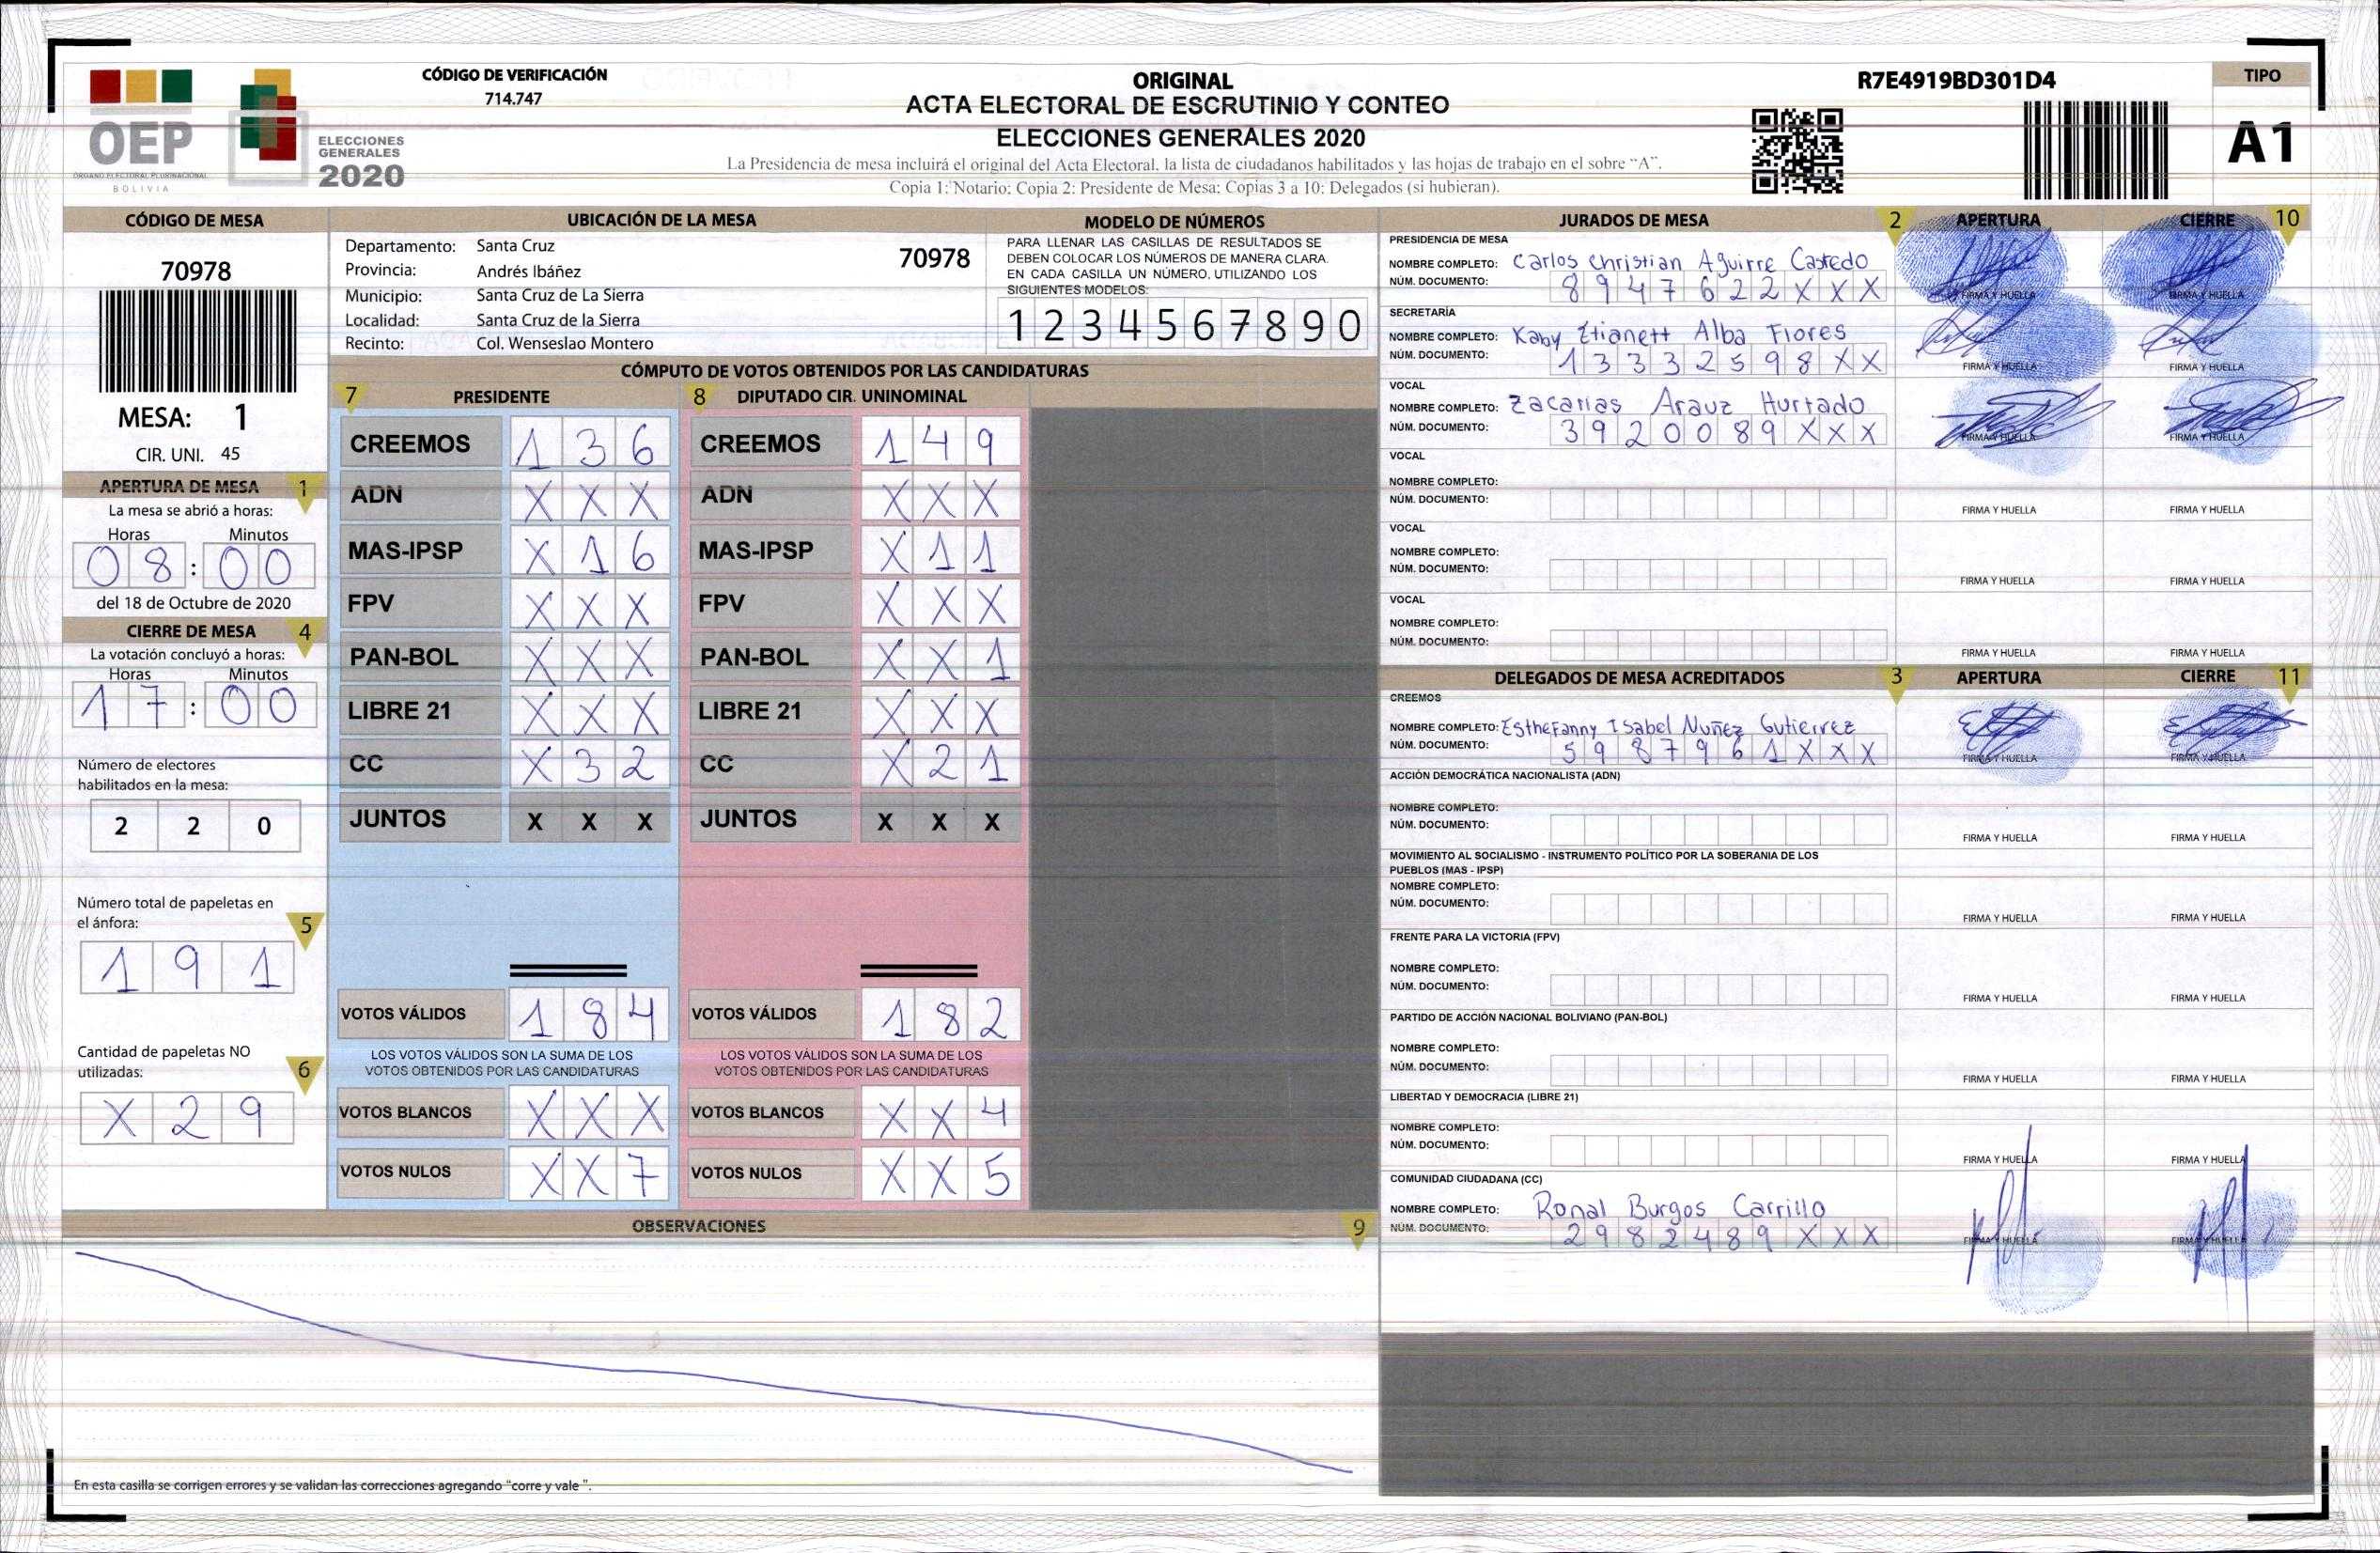 CÓDIGO DE VERIFICACIÓN
714.747
OEP
ÓRGANO ELECTORAL PLURINACIONAL
BOLIVIA
ELECCIONES
GENERALES
2020
ORIGINAL
ACTA ELECTORAL DE ESCRUTINIO Y CONTEO
ELECCIONES GENERALES 2020
La Presidencia de mesa incluirá el original del Acta Electoral, la lista de ciudadanos habilitados y las hojas de trabajo en el sobre “A”.
Copia 1: Notario; Copia 2: Presidente de Mesa; Copias 3 a 10: Delegados (si hubieran).
R7E4919BD301D4
TIPO
A1
CÓDIGO DE MESA
70978
MESA: 1
CIR. UNI. 45
APERTURA DE MESA 1
La mesa se abrió a horas:
Horas Minutos
08:00
del 18 de Octubre de 2020
CIERRE DE MESA 4
La votación concluyó a horas:
Horas Minutos
17:00
Número de electores
habilitados en la mesa:
2 2 0
Número total de papeletas en
el ánfora: 5
1 9 1
Cantidad de papeletas NO
utilizadas: 6
X 2 9
UBICACIÓN DE LA MESA
Departamento: Santa Cruz 70978
Provincia: Andrés Ibáñez
Municipio: Santa Cruz de La Sierra
Localidad: Santa Cruz de la Sierra
Recinto: Col. Wenseslao Montero
MODELO DE NÚMEROS
PARA LLENAR LAS CASILLAS DE RESULTADOS SE
DEBEN COLOCAR LOS NÚMEROS DE MANERA CLARA.
EN CADA CASILLA UN NÚMERO, UTILIZANDO LOS
SIGUIENTES MODELOS:
1 2 3 4 5 6 7 8 9 0
CÓMPUTO DE VOTOS OBTENIDOS POR LAS CANDIDATURAS
7 PRESIDENTE
CREEMOS 1 3 6
ADN X X X
MAS-IPSP X 1 6
FPV X X X
PAN-BOL X X X
LIBRE 21 X X X
CC X 3 2
JUNTOS X X X
VOTOS VÁLIDOS 1 8 4
LOS VOTOS VÁLIDOS SON LA SUMA DE LOS
VOTOS OBTENIDOS POR LAS CANDIDATURAS
VOTOS BLANCOS X X X
VOTOS NULOS X X 7
8 DIPUTADO CIR. UNINOMINAL
CREEMOS 1 4 9
ADN X X X
MAS-IPSP X 1 1
FPV X X X
PAN-BOL X X 1
LIBRE 21 X X X
CC X 2 1
JUNTOS X X X
VOTOS VÁLIDOS 1 8 2
LOS VOTOS VÁLIDOS SON LA SUMA DE LOS
VOTOS OBTENIDOS POR LAS CANDIDATURAS
VOTOS BLANCOS X X 4
VOTOS NULOS X X 5
OBSERVACIONES 9
En esta casilla se corrigen errores y se validan las correcciones agregando “corre y vale ”.
JURADOS DE MESA 2 APERTURA CIERRE 10
PRESIDENCIA DE MESA
NOMBRE COMPLETO: Carlos Christian Aguirre Castedo
NÚM. DOCUMENTO: 8 9 4 7 6 2 2 X X X
FIRMA Y HUELLA FIRMA Y HUELLA
SECRETARÍA
NOMBRE COMPLETO: Kaby Etianett Alba Flores
NÚM. DOCUMENTO: 1 3 3 3 2 5 9 8 X X
FIRMA Y HUELLA FIRMA Y HUELLA
VOCAL
NOMBRE COMPLETO: Zacarias Arauz Hurtado
NÚM. DOCUMENTO: 3 9 2 0 0 8 9 X X X
FIRMA Y HUELLA FIRMA Y HUELLA
VOCAL
NOMBRE COMPLETO:
NÚM. DOCUMENTO:
FIRMA Y HUELLA FIRMA Y HUELLA
VOCAL
NOMBRE COMPLETO:
NÚM. DOCUMENTO:
FIRMA Y HUELLA FIRMA Y HUELLA
VOCAL
NOMBRE COMPLETO:
NÚM. DOCUMENTO:
FIRMA Y HUELLA FIRMA Y HUELLA
DELEGADOS DE MESA ACREDITADOS 3 APERTURA CIERRE 11
CREEMOS
NOMBRE COMPLETO: Esthefanny Isabel Nuñez Gutierrez
NÚM. DOCUMENTO: 5 9 8 7 9 6 1 X X X
FIRMA Y HUELLA FIRMA Y HUELLA
ACCIÓN DEMOCRÁTICA NACIONALISTA (ADN)
NOMBRE COMPLETO:
NÚM. DOCUMENTO:
FIRMA Y HUELLA FIRMA Y HUELLA
MOVIMIENTO AL SOCIALISMO - INSTRUMENTO POLÍTICO POR LA SOBERANIA DE LOS
PUEBLOS (MAS - IPSP)
NOMBRE COMPLETO:
NÚM. DOCUMENTO:
FIRMA Y HUELLA FIRMA Y HUELLA
FRENTE PARA LA VICTORIA (FPV)
NOMBRE COMPLETO:
NÚM. DOCUMENTO:
FIRMA Y HUELLA FIRMA Y HUELLA
PARTIDO DE ACCIÓN NACIONAL BOLIVIANO (PAN-BOL)
NOMBRE COMPLETO:
NÚM. DOCUMENTO:
FIRMA Y HUELLA FIRMA Y HUELLA
LIBERTAD Y DEMOCRACIA (LIBRE 21)
NOMBRE COMPLETO:
NÚM. DOCUMENTO:
FIRMA Y HUELLA FIRMA Y HUELLA
COMUNIDAD CIUDADANA (CC)
NOMBRE COMPLETO: Ronal Burgos Carrillo
NÚM. DOCUMENTO: 2 9 8 2 4 8 9 X X X
FIRMA Y HUELLA FIRMA Y HUELLA